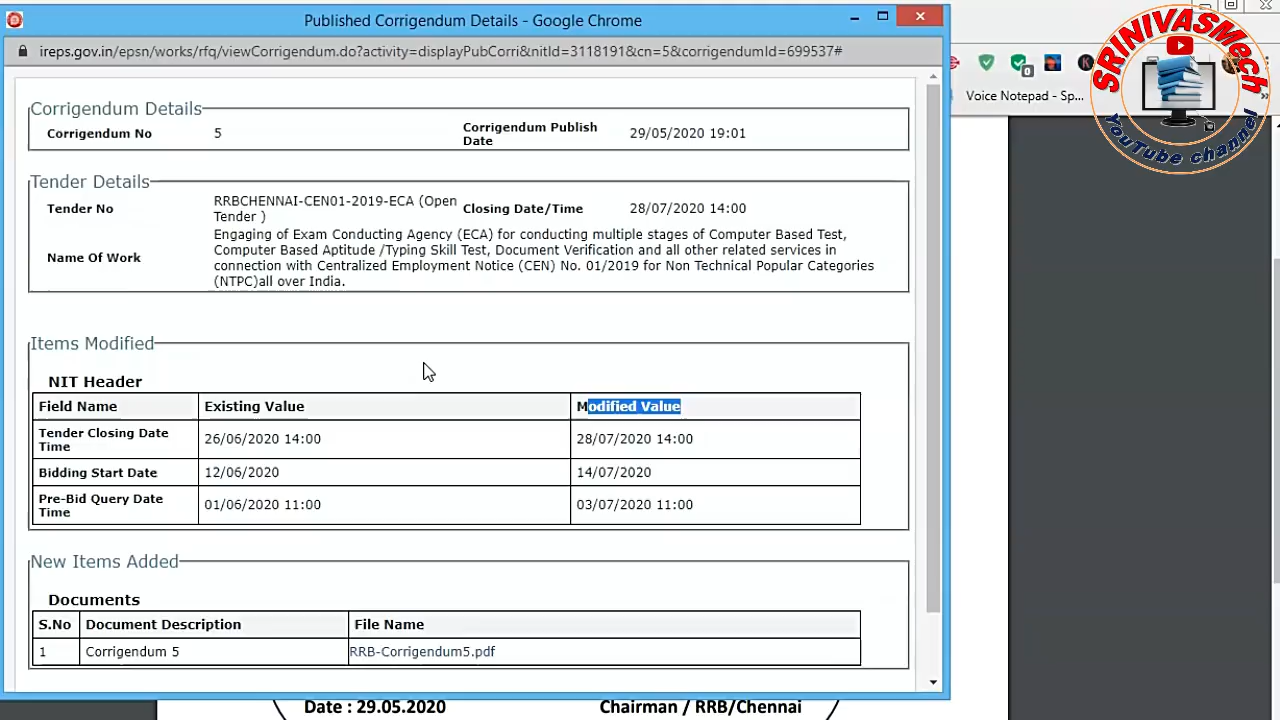 Published Corrigendum Details - Google Chrome
ireps.gov.in/epsn/works/rfq/viewCorrigendum.do?activity=displayPubCorri&nitId=3118191&cn=5&corrigendumId=699537#
SRINIVASMech
YouTube channel
Voice Notepad - Sp...
»
0
K
Corrigendum Details
Corrigendum No 5 Corrigendum Publish Date 29/05/2020 19:01
Tender Details
Tender No RRBCHENNAI-CEN01-2019-ECA (Open Tender ) Closing Date/Time 28/07/2020 14:00
Name Of Work Engaging of Exam Conducting Agency (ECA) for conducting multiple stages of Computer Based Test,
Computer Based Aptitude /Typing Skill Test, Document Verification and all other related services in
connection with Centralized Employment Notice (CEN) No. 01/2019 for Non Technical Popular Categories
(NTPC)all over India.
Items Modified
NIT Header
Field Name Existing Value Modified Value
Tender Closing Date Time 26/06/2020 14:00 28/07/2020 14:00
Bidding Start Date 12/06/2020 14/07/2020
Pre-Bid Query Date Time 01/06/2020 11:00 03/07/2020 11:00
New Items Added
Documents
S.No Document Description File Name
1 Corrigendum 5 RRB-Corrigendum5.pdf
Date : 29.05.2020 Chairman / RRB/Chennai